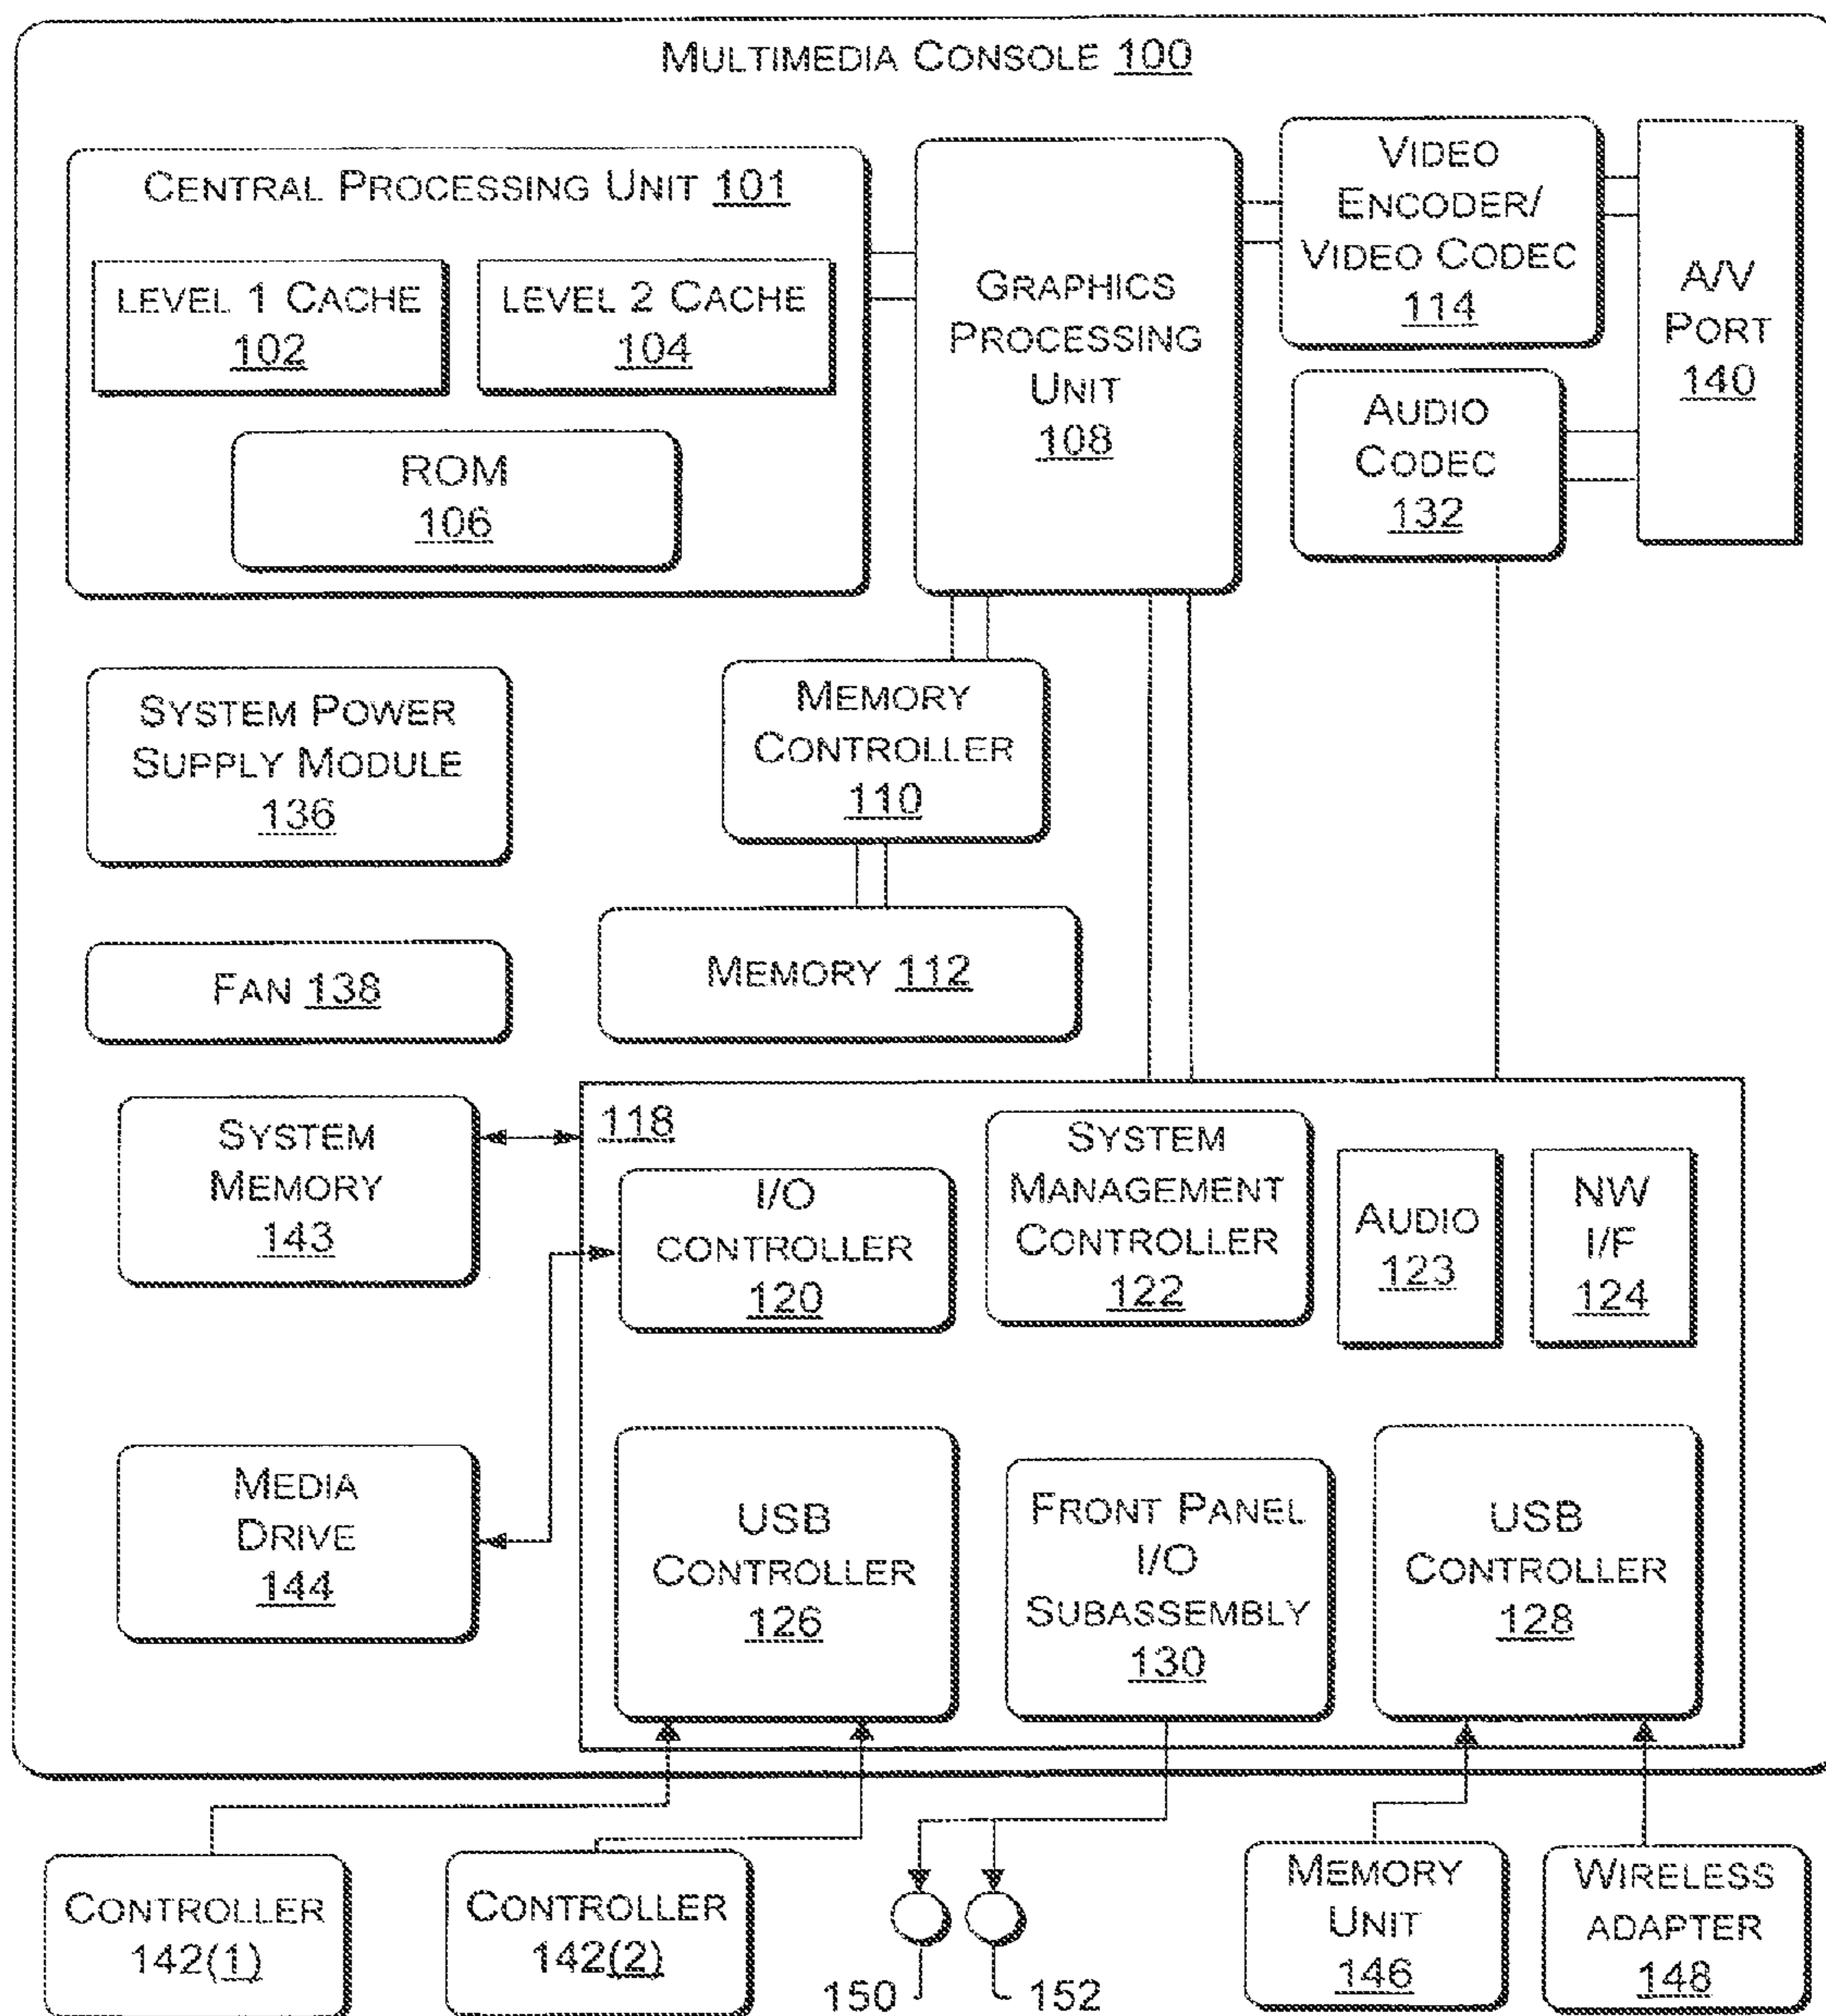 MULTIMEDIA CONSOLE 100
CENTRAL PROCESSING UNIT 101
LEVEL 1 CACHE
102
LEVEL 2 CACHE
104
ROM
106
GRAPHICS
PROCESSING
UNIT
108
VIDEO
ENCODER/
VIDEO CODEC
114
AUDIO
CODEC
132
A/V
PORT
140
SYSTEM POWER
SUPPLY MODULE
136
MEMORY
CONTROLLER
110
FAN 138
MEMORY 112
SYSTEM
MEMORY
143
118
I/O
CONTROLLER
120
SYSTEM
MANAGEMENT
CONTROLLER
122
AUDIO
123
NW
I/F
124
MEDIA
DRIVE
144
USB
CONTROLLER
126
FRONT PANEL
I/O
SUBASSEMBLY
130
USB
CONTROLLER
128
CONTROLLER
142(1)
CONTROLLER
142(2)
150
152
MEMORY
UNIT
146
WIRELESS
ADAPTER
148